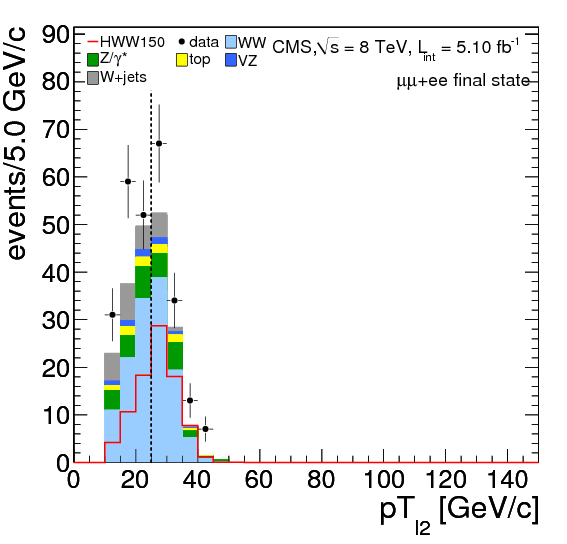 HWW150 data WW
Z/γ* top VZ
W+jets
CMS,√s = 8 TeV, L_int = 5.10 fb⁻¹
μμ+ee final state
events/5.0 GeV/c
90
80
70
60
50
40
30
20
10
0
0 20 40 60 80 100 120 140
pT_l2 [GeV/c]